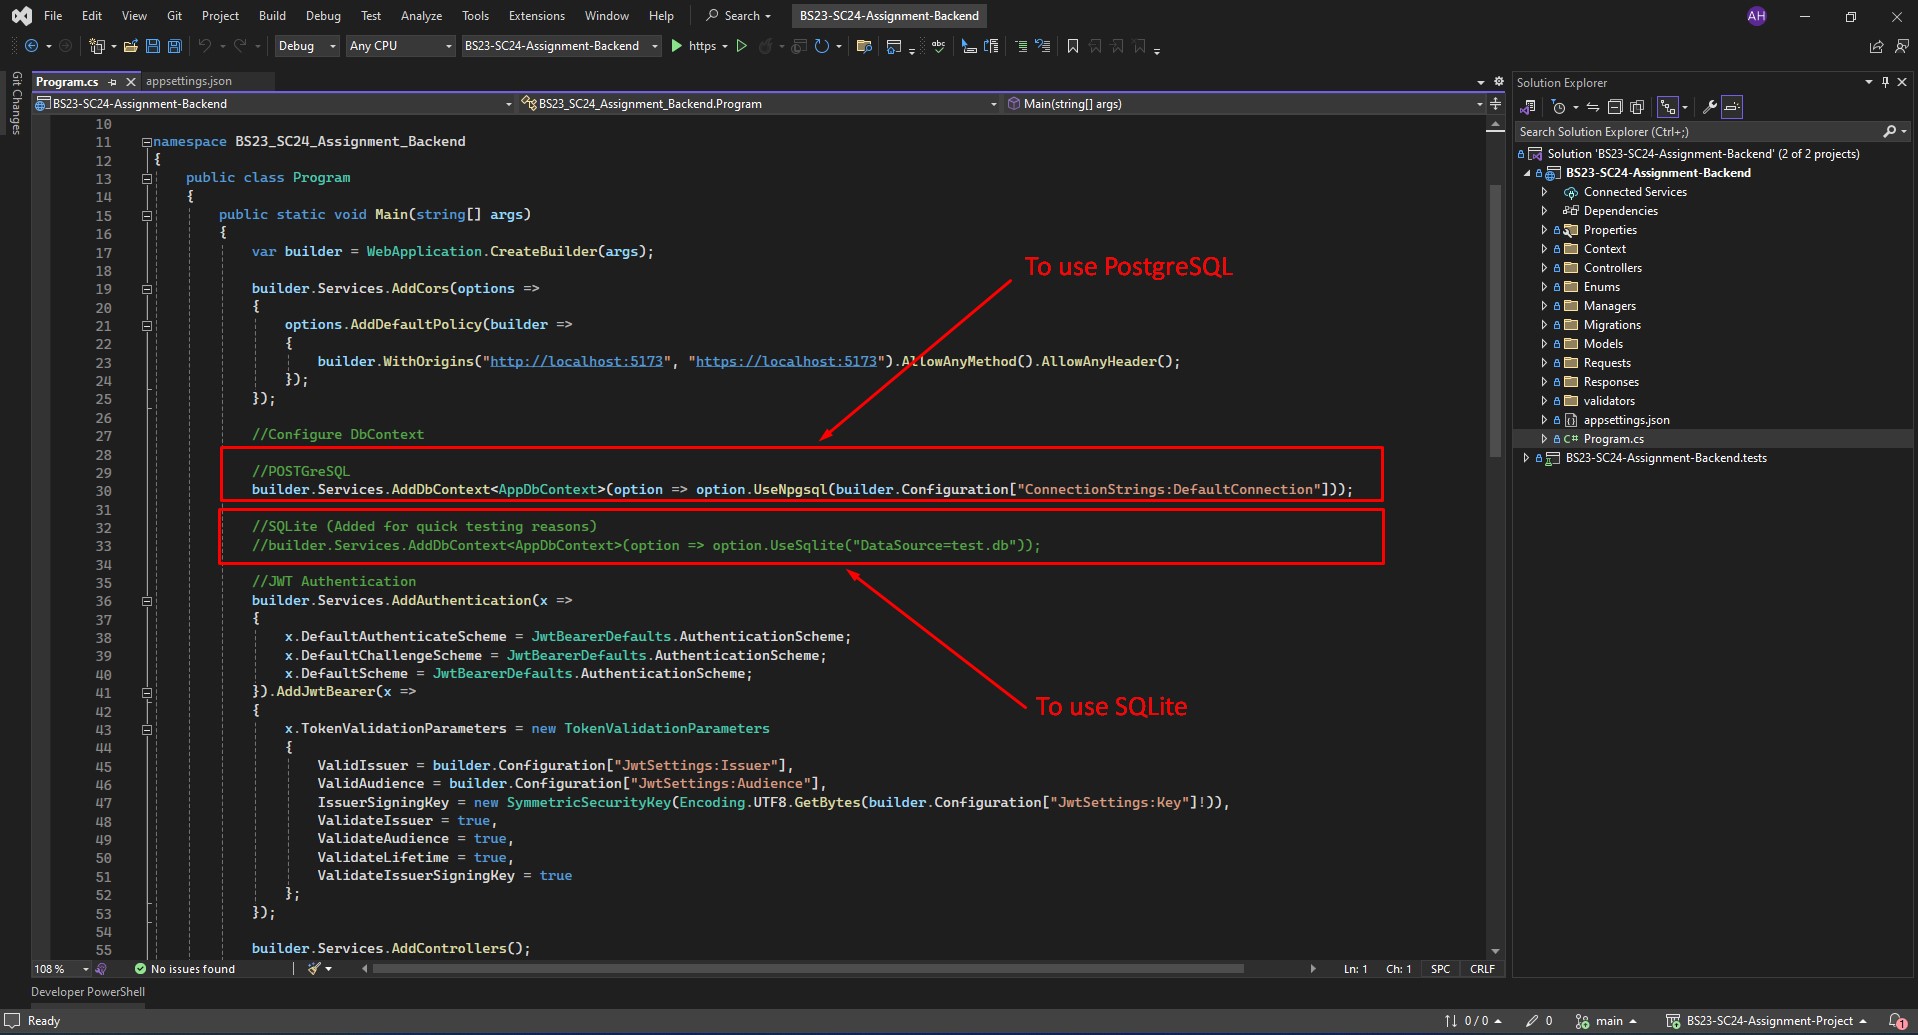 File Edit View Git Project Build Debug Test Analyze Tools Extensions Window Help Search BS23-SC24-Assignment-Backend AH
Debug Any CPU BS23-SC24-Assignment-Backend https
Git Changes
Program.cs appsettings.json
BS23-SC24-Assignment-Backend BS23_SC24_Assignment_Backend.Program Main(string[] args)
10
11 namespace BS23_SC24_Assignment_Backend
12 {
13 public class Program
14 {
15 public static void Main(string[] args)
16 {
17 var builder = WebApplication.CreateBuilder(args);
18
19 builder.Services.AddCors(options =>
20 {
21 options.AddDefaultPolicy(builder =>
22 {
23 builder.WithOrigins("http://localhost:5173", "https://localhost:5173").AllowAnyMethod().AllowAnyHeader();
24 });
25 });
26
27 //Configure DbContext
28
29 //POSTGreSQL
30 builder.Services.AddDbContext<AppDbContext>(option => option.UseNpgsql(builder.Configuration["ConnectionStrings:DefaultConnection"]));
31
32 //SQLite (Added for quick testing reasons)
33 //builder.Services.AddDbContext<AppDbContext>(option => option.UseSqlite("DataSource=test.db"));
34
35 //JWT Authentication
36 builder.Services.AddAuthentication(x =>
37 {
38 x.DefaultAuthenticateScheme = JwtBearerDefaults.AuthenticationScheme;
39 x.DefaultChallengeScheme = JwtBearerDefaults.AuthenticationScheme;
40 x.DefaultScheme = JwtBearerDefaults.AuthenticationScheme;
41 }).AddJwtBearer(x =>
42 {
43 x.TokenValidationParameters = new TokenValidationParameters
44 {
45 ValidIssuer = builder.Configuration["JwtSettings:Issuer"],
46 ValidAudience = builder.Configuration["JwtSettings:Audience"],
47 IssuerSigningKey = new SymmetricSecurityKey(Encoding.UTF8.GetBytes(builder.Configuration["JwtSettings:Key"]!)),
48 ValidateIssuer = true,
49 ValidateAudience = true,
50 ValidateLifetime = true,
51 ValidateIssuerSigningKey = true
52 };
53 });
54
55 builder.Services.AddControllers();
To use PostgreSQL
To use SQLite
108 % No issues found Ln: 1 Ch: 1 SPC CRLF
Solution Explorer
Search Solution Explorer (Ctrl+;)
Solution 'BS23-SC24-Assignment-Backend' (2 of 2 projects)
BS23-SC24-Assignment-Backend
Connected Services
Dependencies
Properties
Context
Controllers
Enums
Managers
Migrations
Models
Requests
Responses
validators
appsettings.json
C# Program.cs
BS23-SC24-Assignment-Backend.tests
Developer PowerShell
Ready 0 / 0 0 main BS23-SC24-Assignment-Project 1